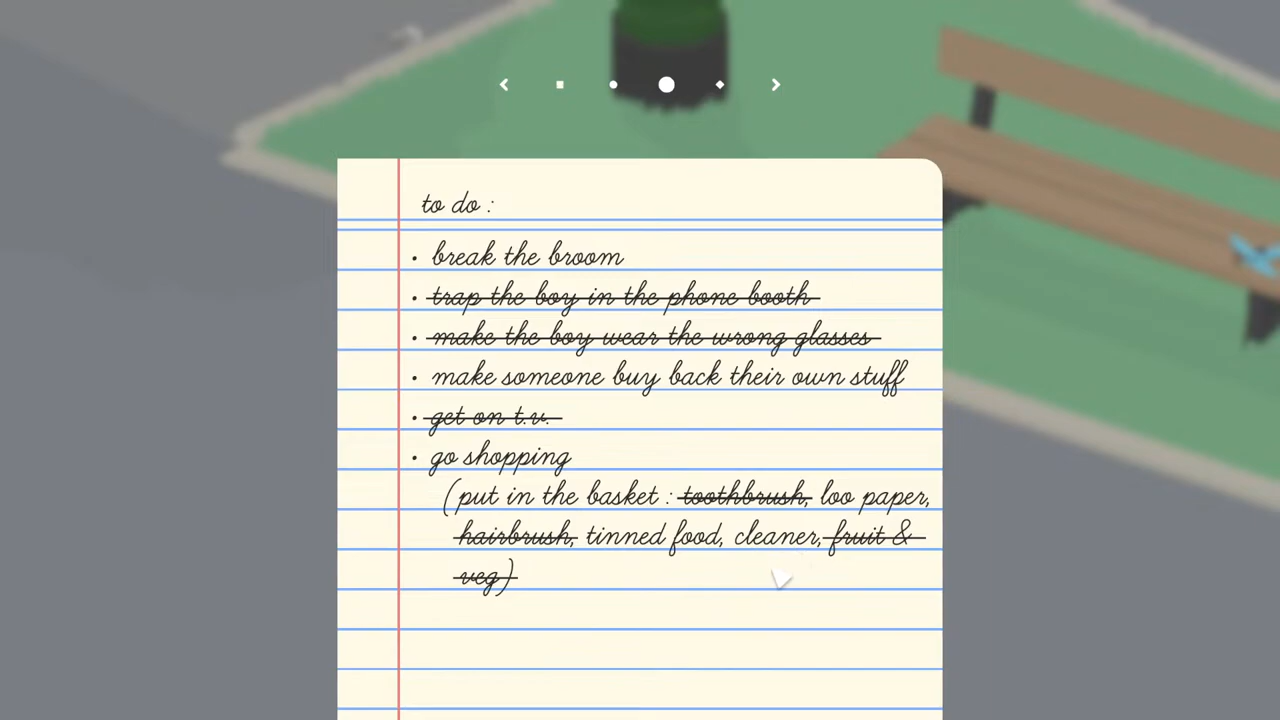 to do :
• break the broom
• trap the boy in the phone booth
• make the boy wear the wrong glasses
• make someone buy back their own stuff
• get on t.v.
• go shopping
(put in the basket : toothbrush, loo paper,
hairbrush, tinned food, cleaner, fruit &
veg)